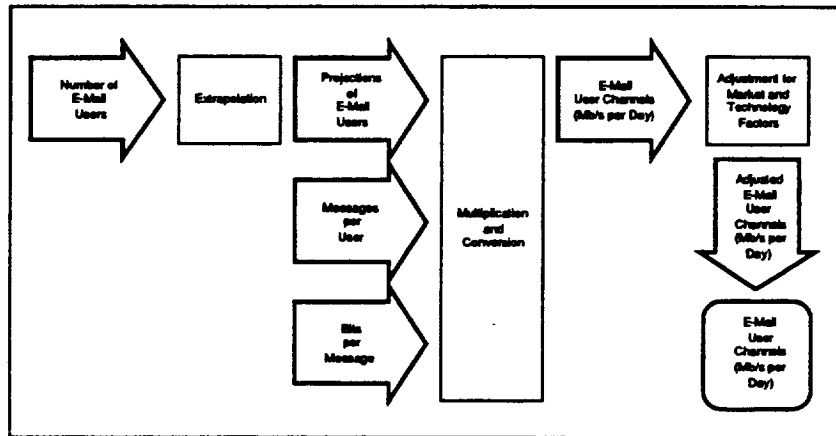 Number of
E-Mail
Users
Extrapolation
Projections
of
E-Mail
Users
Messages
per
User
Bits
per
Message
Multiplication
and
Conversion
E-Mail
User Channels
(Mb/s per Day)
Adjustment for
Market and
Technology
Factors
Adjusted
E-Mail
User
Channels
(Mb/s per
Day)
E-Mail
User
Channels
(Mb/s per
Day)